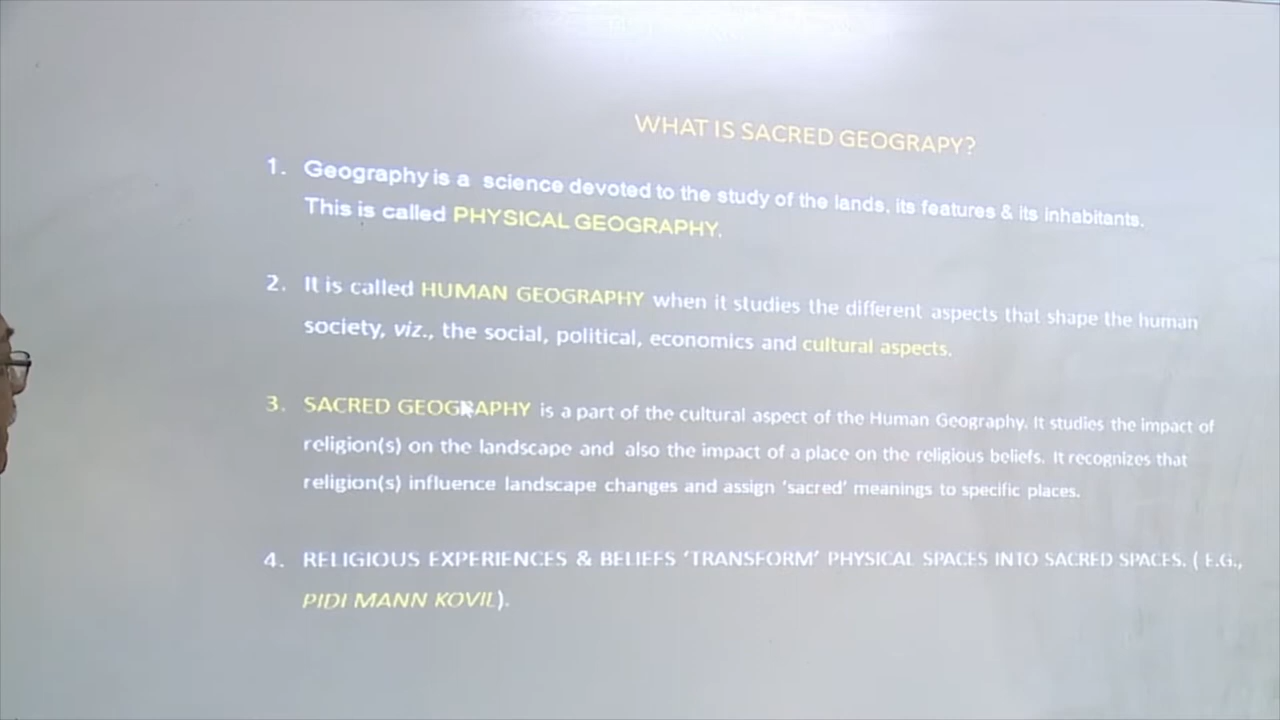 WHAT IS SACRED GEOGRAPY?
1. Geography is a science devoted to the study of the lands, its features & its inhabitants.
This is called PHYSICAL GEOGRAPHY.
2. It is called HUMAN GEOGRAPHY when it studies the different aspects that shape the human
society, viz., the social, political, economics and cultural aspects.
3. SACRED GEOGRAPHY is a part of the cultural aspect of the Human Geography. It studies the impact of
religion(s) on the landscape and also the impact of a place on the religious beliefs. It recognizes that
religion(s) influence landscape changes and assign 'sacred' meanings to specific places.
4. RELIGIOUS EXPERIENCES & BELIEFS 'TRANSFORM' PHYSICAL SPACES INTO SACRED SPACES. ( E.G.,
PIDI MANN KOVIL).